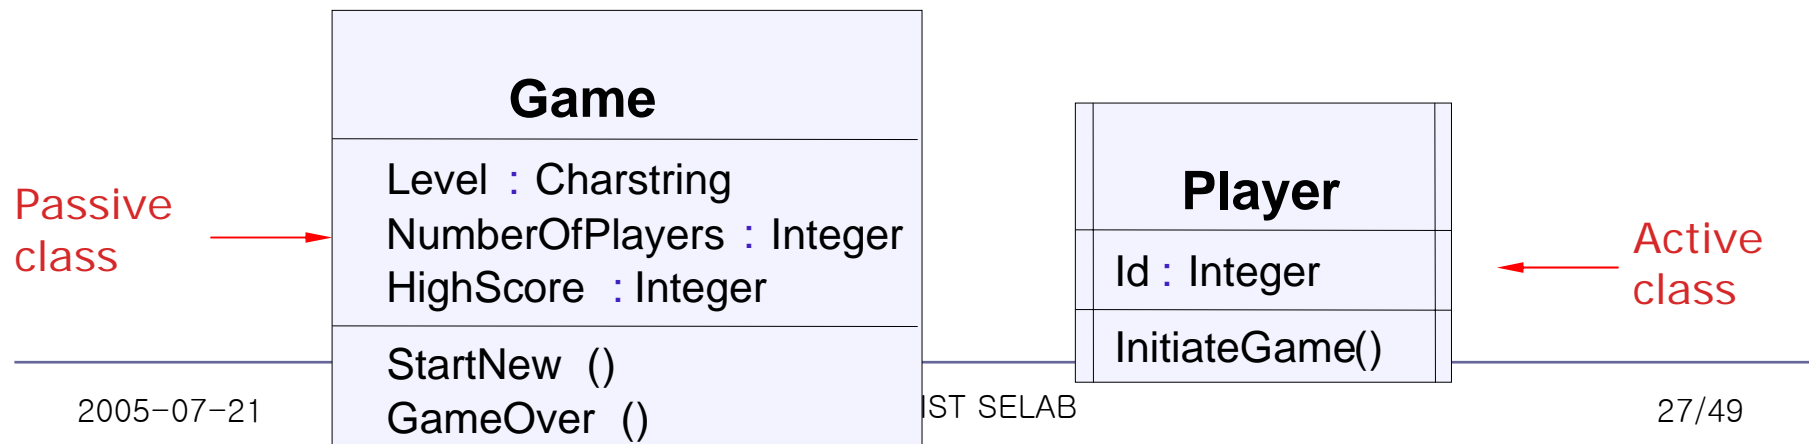 Game
Level : Charstring
NumberOfPlayers : Integer
HighScore : Integer
StartNew ()
GameOver ()
Passive
class
Player
Id : Integer
InitiateGame()
Active
class
2005-07-21
SELAB
27/49